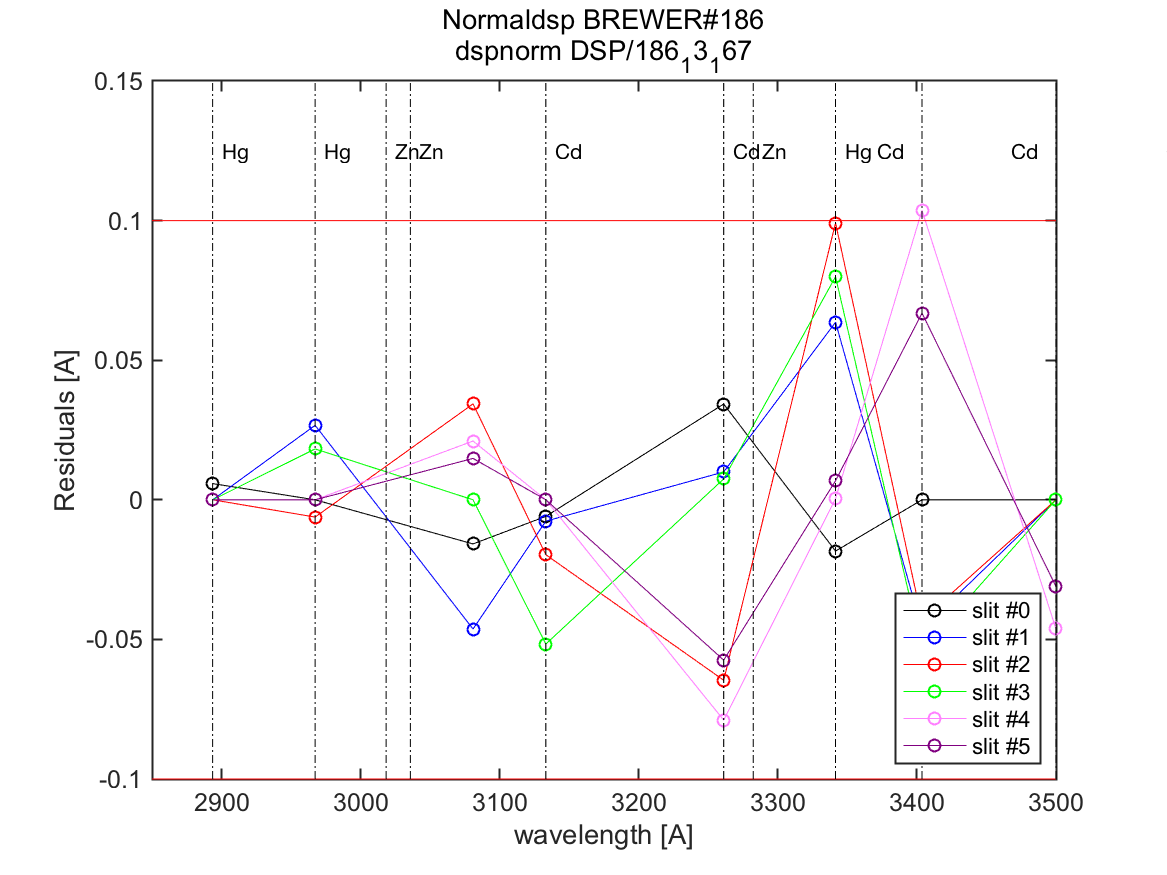 Normaldsp BREWER#186
dspnorm DSP/186₁3₁67
0.15
0.1
0.05
0
-0.05
-0.1
Residuals [A]
Hg Hg ZnZn Cd CdZn Hg Cd Cd
slit #0
slit #1
slit #2
slit #3
slit #4
slit #5
2900 3000 3100 3200 3300 3400 3500
wavelength [A]